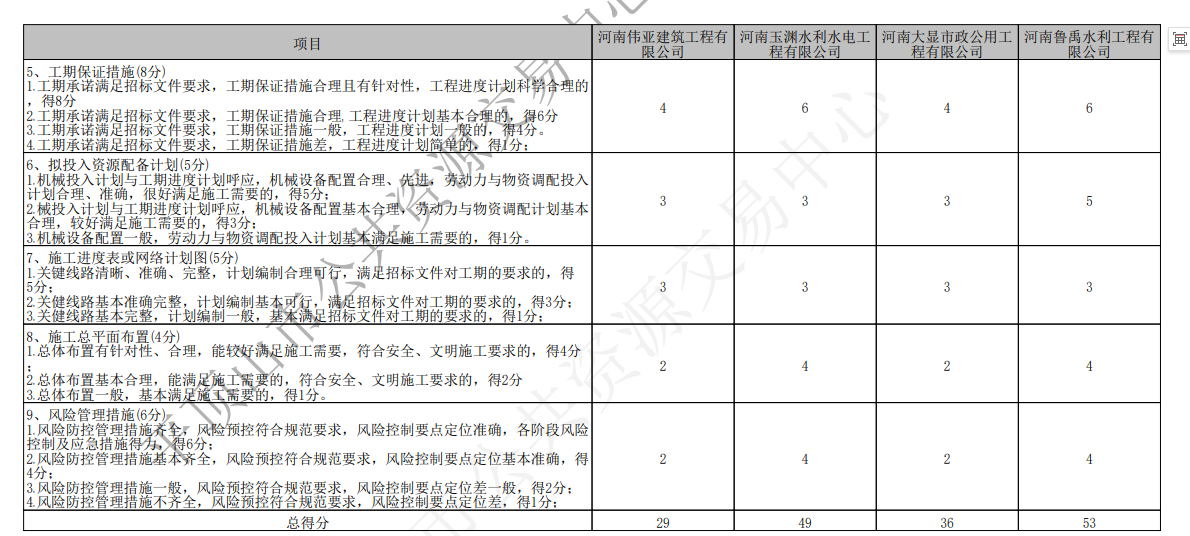 项目
河南伟亚建筑工程有
限公司
河南玉渊水利水电工
程有限公司
河南大显市政公用工
程有限公司
河南鲁禹水利工程有
限公司
5、工期保证措施(8分)
1.工期承诺满足招标文件要求，工期保证措施合理且有针对性，工程进度计划科学合理的
，得8分
2.工期承诺满足招标文件要求，工期保证措施合理,工程进度计划基本合理的，得6分
3.工期承诺满足招标文件要求，工期保证措施一般，工程进度计划一般的，得4分。
4.工期承诺满足招标文件要求，工期保证措施差，工程进度计划简单的，得1分；
4
6
4
6
6、拟投入资源配备计划(5分)
1.机械投入计划与工期进度计划呼应，机械设备配置合理、先进，劳动力与物资调配投入
计划合理、准确，很好满足施工需要的，得5分；
2.械投入计划与工期进度计划呼应，机械设备配置基本合理，劳动力与物资调配计划基本
合理，较好满足施工需要的，得3分；
3.机械设备配置一般，劳动力与物资调配投入计划基本满足施工需要的，得1分。
3
3
3
5
7、施工进度表或网络计划图(5分)
1.关键线路清晰、准确、完整，计划编制合理可行，满足招标文件对工期的要求的，得
5分；
2.关健线路基本准确完整，计划编制基本可行，满足招标文件对工期的要求的，得3分；
3.关健线路基本完整，计划编制一般，基本满足招标文件对工期的要求的，得1分；
3
3
3
3
8、施工总平面布置(4分)
1.总体布置有针对性、合理，能较好满足施工需要，符合安全、文明施工要求的，得4分
；
2.总体布置基本合理，能满足施工需要的，符合安全、文明施工要求的，得2分
3.总体布置一般，基本满足施工需要的，得1分。
2
4
2
4
9、风险管理措施(6分)
1.风险防控管理措施齐全，风险预控符合规范要求，风险控制要点定位准确，各阶段风险
控制及应急措施得力，得6分；
2.风险防控管理措施基本齐全，风险预控符合规范要求，风险控制要点定位基本准确，得
4分；
3.风险防控管理措施一般，风险预控符合规范要求，风险控制要点定位差一般，得2分；
4.风险防控管理措施不齐全，风险预控符合规范要求，风险控制要点定位差，得1分；
2
4
2
4
总得分
29
49
36
53
平顶山市公共资源交易中心
公共资源交易中心